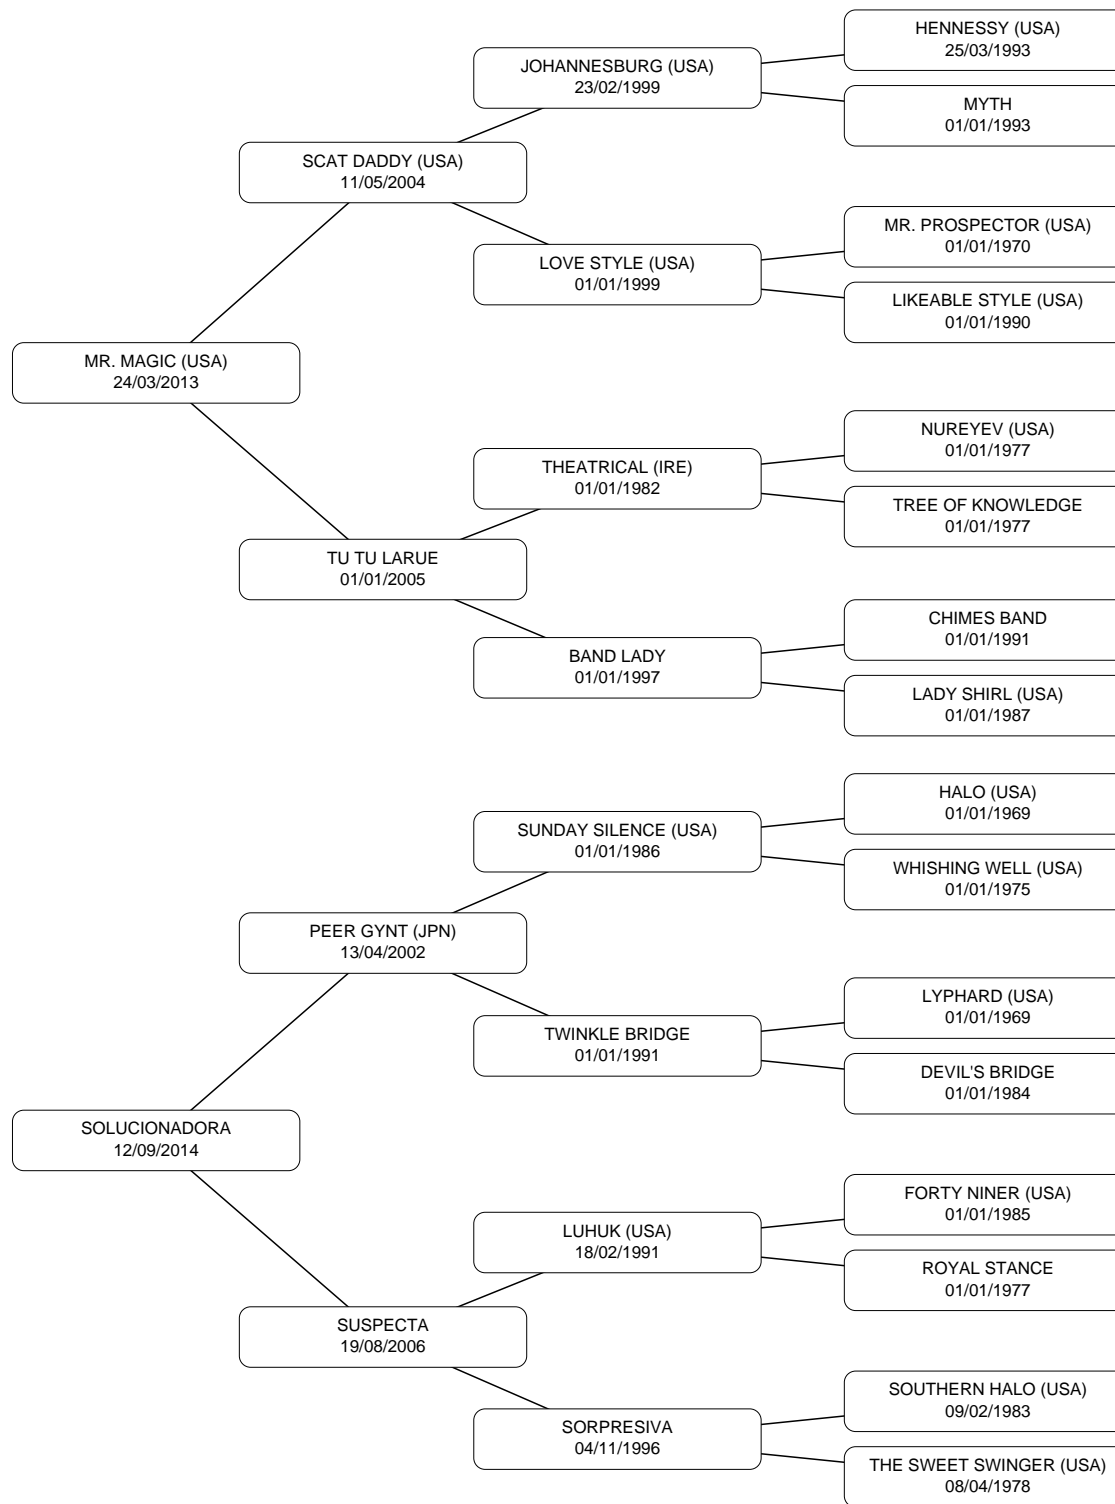 HENNESSY (USA)
25/03/1993
JOHANNESBURG (USA)
23/02/1999
MYTH
01/01/1993
SCAT DADDY (USA)
11/05/2004
MR. PROSPECTOR (USA)
01/01/1970
LOVE STYLE (USA)
01/01/1999
LIKEABLE STYLE (USA)
01/01/1990
MR. MAGIC (USA)
24/03/2013
NUREYEV (USA)
01/01/1977
THEATRICAL (IRE)
01/01/1982
TREE OF KNOWLEDGE
01/01/1977
TU TU LARUE
01/01/2005
CHIMES BAND
01/01/1991
BAND LADY
01/01/1997
LADY SHIRL (USA)
01/01/1987
HALO (USA)
01/01/1969
SUNDAY SILENCE (USA)
01/01/1986
WHISHING WELL (USA)
01/01/1975
PEER GYNT (JPN)
13/04/2002
LYPHARD (USA)
01/01/1969
TWINKLE BRIDGE
01/01/1991
DEVIL'S BRIDGE
01/01/1984
SOLUCIONADORA
12/09/2014
FORTY NINER (USA)
01/01/1985
LUHUK (USA)
18/02/1991
ROYAL STANCE
01/01/1977
SUSPECTA
19/08/2006
SOUTHERN HALO (USA)
09/02/1983
SORPRESIVA
04/11/1996
THE SWEET SWINGER (USA)
08/04/1978